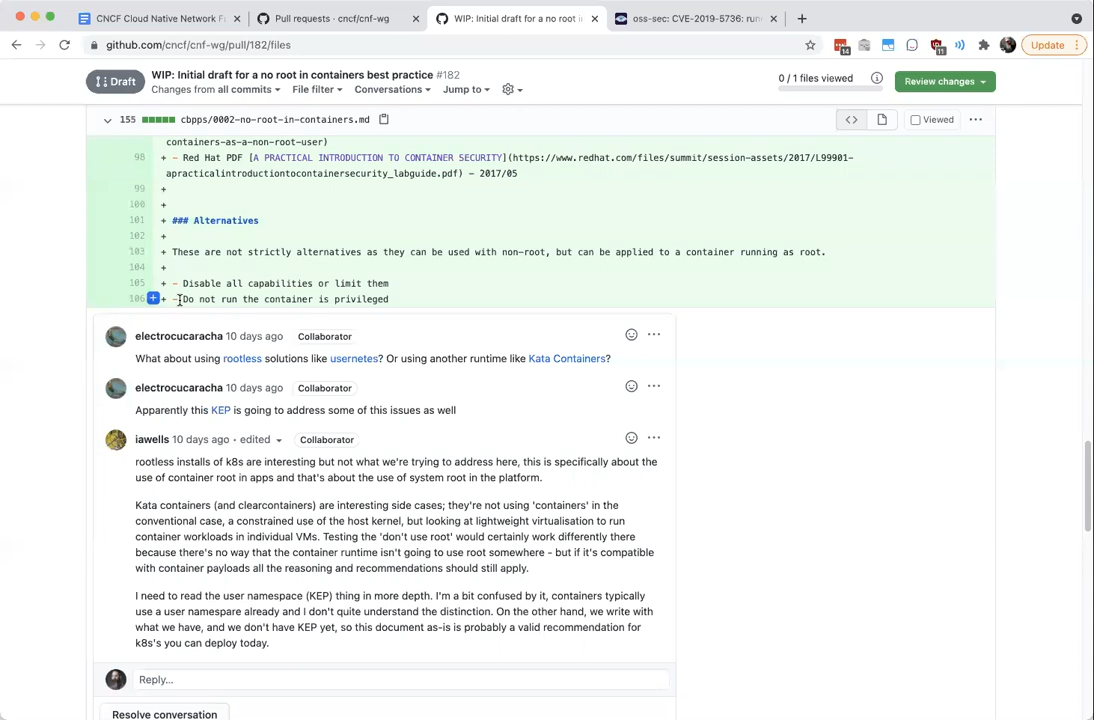 CNCF Cloud Native Network F
Pull requests · cncf/cnf-wg
WIP: Initial draft for a no root i
oss-sec: CVE-2019-5736: run
github.com/cncf/cnf-wg/pull/182/files
14
11
Update
Draft
WIP: Initial draft for a no root in containers best practice #182
Changes from all commits
File filter
Conversations
Jump to
0 / 1 files viewed
Review changes
155
cbpps/0002-no-root-in-containers.md
Viewed
containers-as-a-non-root-user)
98 + - Red Hat PDF [A PRACTICAL INTRODUCTION TO CONTAINER SECURITY](https://www.redhat.com/files/summit/session-assets/2017/L99901-
apracticalintroductiontocontainersecurity_labguide.pdf) - 2017/05
99 +
100 +
101 + ### Alternatives
102 +
103 + These are not strictly alternatives as they can be used with non-root, but can be applied to a container running as root.
104 +
105 + - Disable all capabilities or limit them
106 + - Do not run the container is privileged
electrocucaracha 10 days ago Collaborator
What about using rootless solutions like usernetes? Or using another runtime like Kata Containers?
electrocucaracha 10 days ago Collaborator
Apparently this KEP is going to address some of this issues as well
iawells 10 days ago • edited Collaborator
rootless installs of k8s are interesting but not what we're trying to address here, this is specifically about the
use of container root in apps and that's about the use of system root in the platform.
Kata containers (and clearcontainers) are interesting side cases; they're not using 'containers' in the
conventional case, a constrained use of the host kernel, but looking at lightweight virtualisation to run
container workloads in individual VMs. Testing the 'don't use root' would certainly work differently there
because there's no way that the container runtime isn't going to use root somewhere - but if it's compatible
with container payloads all the reasoning and recommendations should still apply.
I need to read the user namespace (KEP) thing in more depth. I'm a bit confused by it, containers typically
use a user namespare already and I don't quite understand the distinction. On the other hand, we write with
what we have, and we don't have KEP yet, so this document as-is is probably a valid recommendation for
k8s's you can deploy today.
Reply...
Resolve conversation